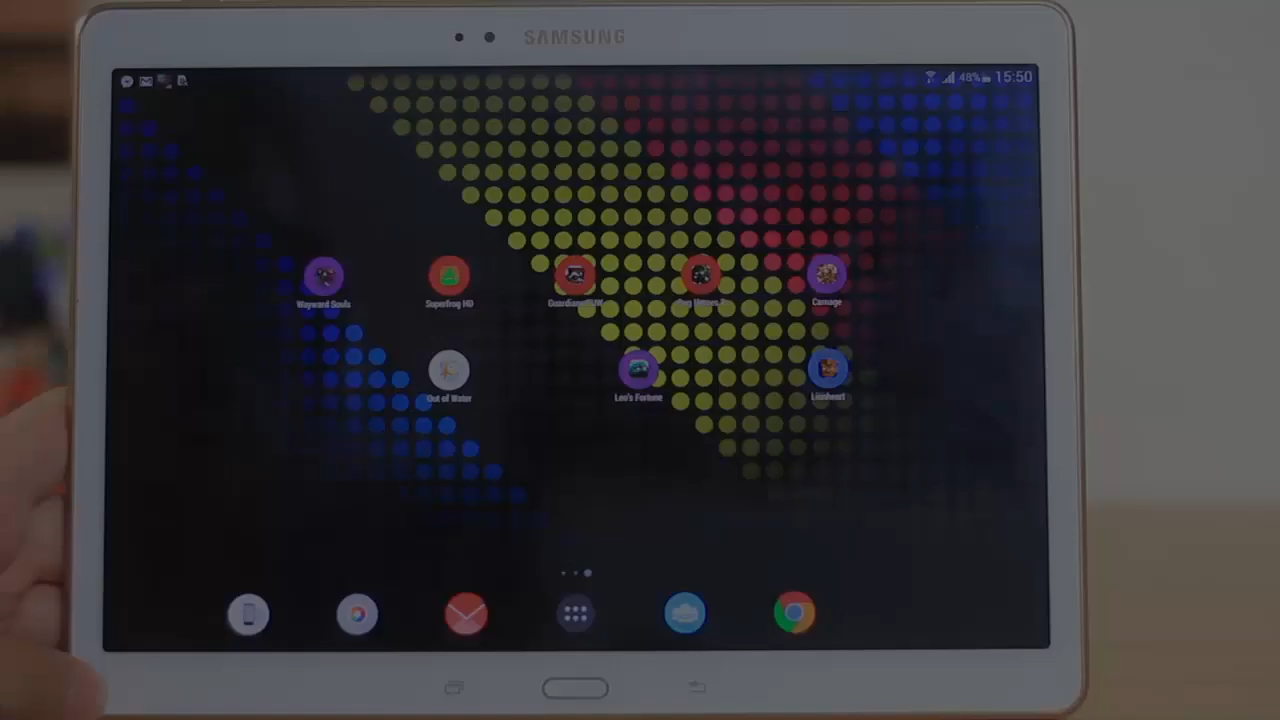 SAMSUNG
48% 15:50
Wayward Souls
Superfrog HD
Carnage
Out of Water
Leo's Fortune
Lionheart